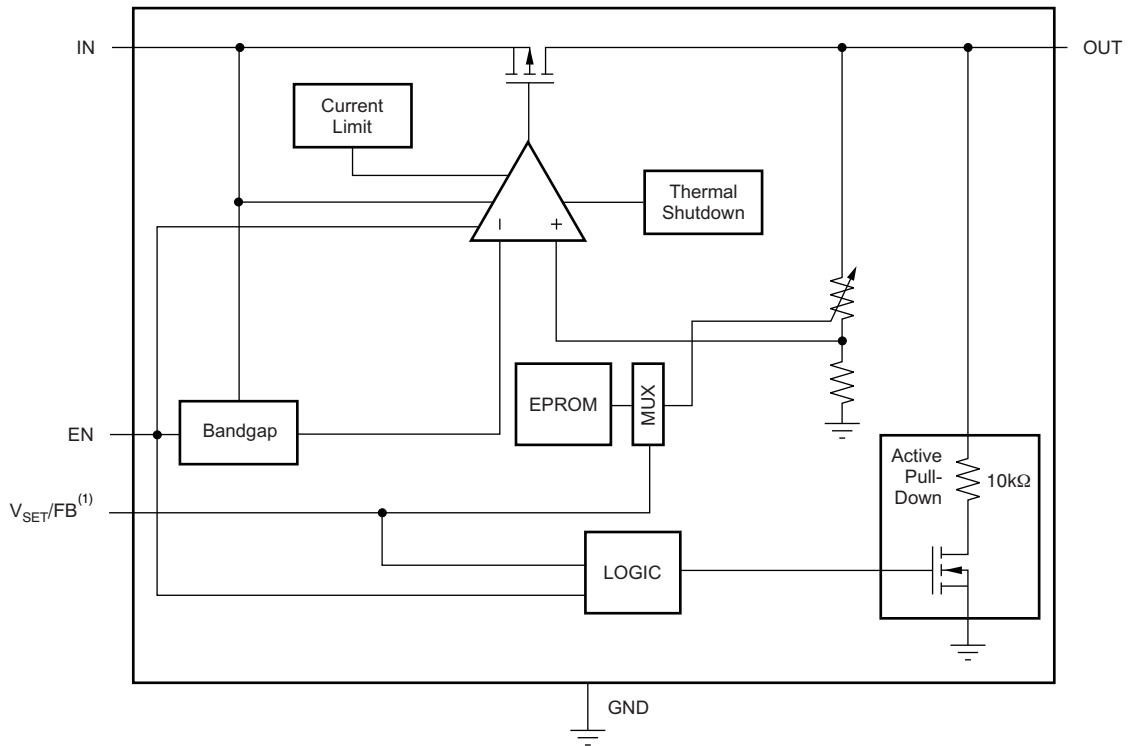 IN
OUT
Current
Limit
Thermal
Shutdown
EPROM
MUX
Bandgap
EN
Active
Pull-
Down
10kΩ
V_SET/FB(1)
LOGIC
GND